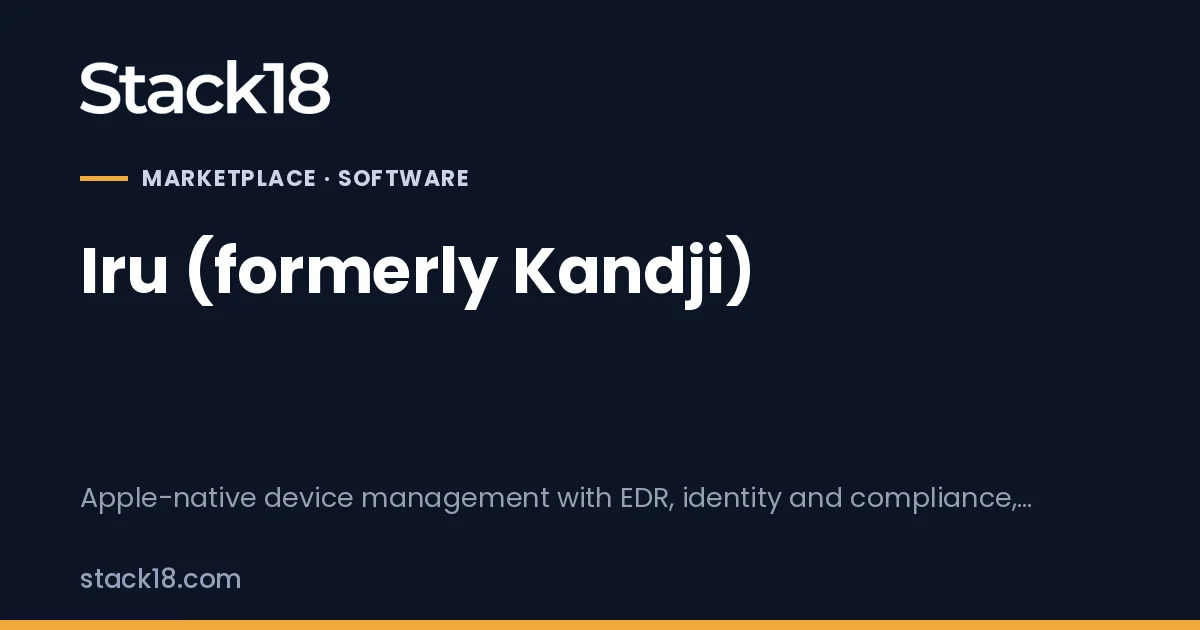 Stack18
MARKETPLACE · SOFTWARE
Iru (formerly Kandji)
Apple-native device management with EDR, identity and compliance,...
stack18.com